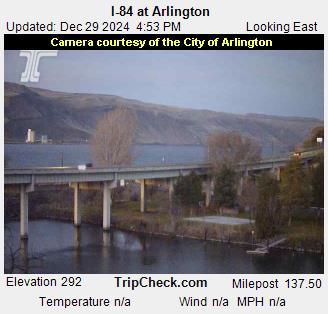 I-84 at Arlington
Updated: Dec 29 2024 4:53 PM Looking East
Camera courtesy of the City of Arlington
Elevation 292 TripCheck.com Milepost 137.50
Temperature n/a Wind n/a MPH n/a